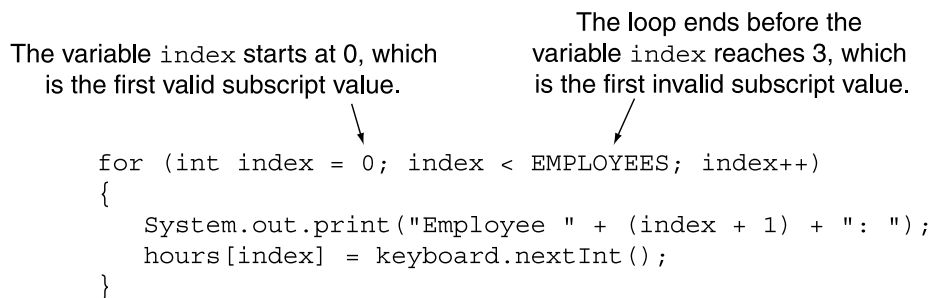 The variable index starts at 0, which
is the first valid subscript value.
The loop ends before the
variable index reaches 3, which
is the first invalid subscript value.
for (int index = 0; index < EMPLOYEES; index++)
{
   System.out.print("Employee " + (index + 1) + ": ");
   hours[index] = keyboard.nextInt();
}